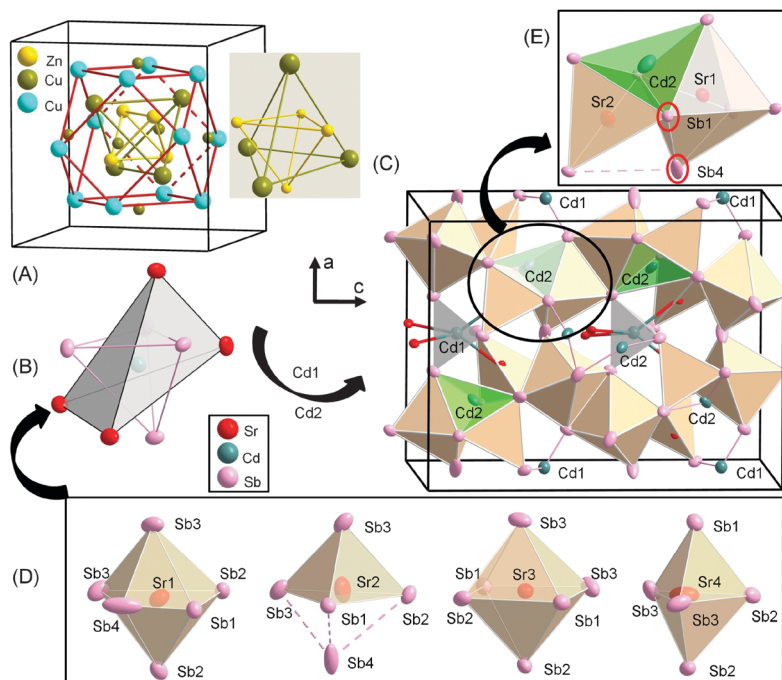 Zn
Cu
Cu
(A)
(B)
Sr
Cd
Sb
a
c
Cd1
Cd2
(C)
Cd1
Cd1
Cd2
Cd2
Cd1
Cd2
Cd2
Cd2
Cd1
Cd1
(E)
Cd2
Sr1
Sr2
Sb1
Sb4
(D)
Sb3
Sb3
Sr1
Sb2
Sb4
Sb1
Sb2
Sb3
Sr2
Sb3
Sb1
Sb2
Sb4
Sb3
Sb1
Sr3
Sb3
Sb2
Sb1
Sb2
Sb1
Sr4
Sb3
Sb2
Sb3
Sb2